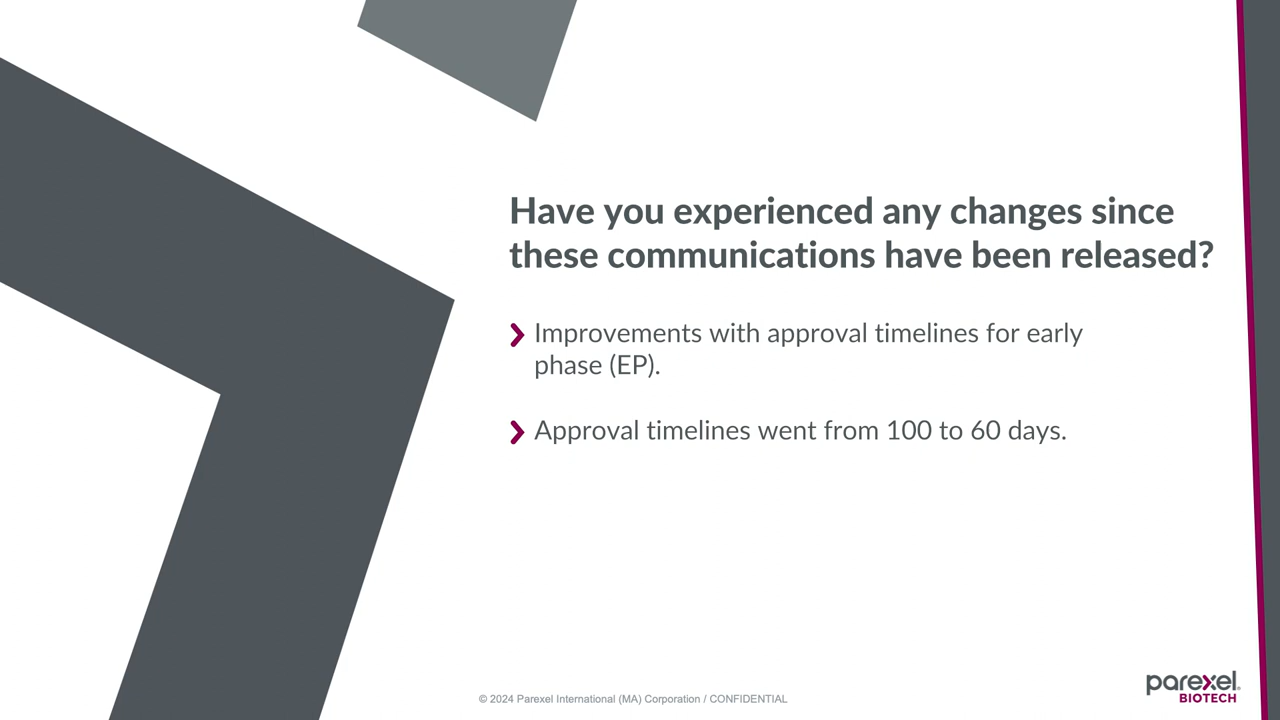 Have you experienced any changes since
these communications have been released?
Improvements with approval timelines for early
phase (EP).
Approval timelines went from 100 to 60 days.
© 2024 Parexel International (MA) Corporation / CONFIDENTIAL
parexel®
BIOTECH